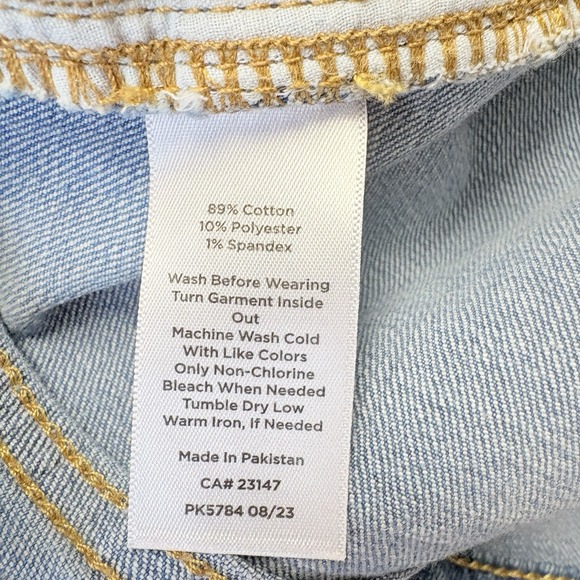 89% Cotton
10% Polyester
1% Spandex
Wash Before Wearing
Turn Garment Inside
Out
Machine Wash Cold
With Like Colors
Only Non-Chlorine
Bleach When Needed
Tumble Dry Low
Warm Iron, If Needed
Made In Pakistan
CA# 23147
PK5784 08/23